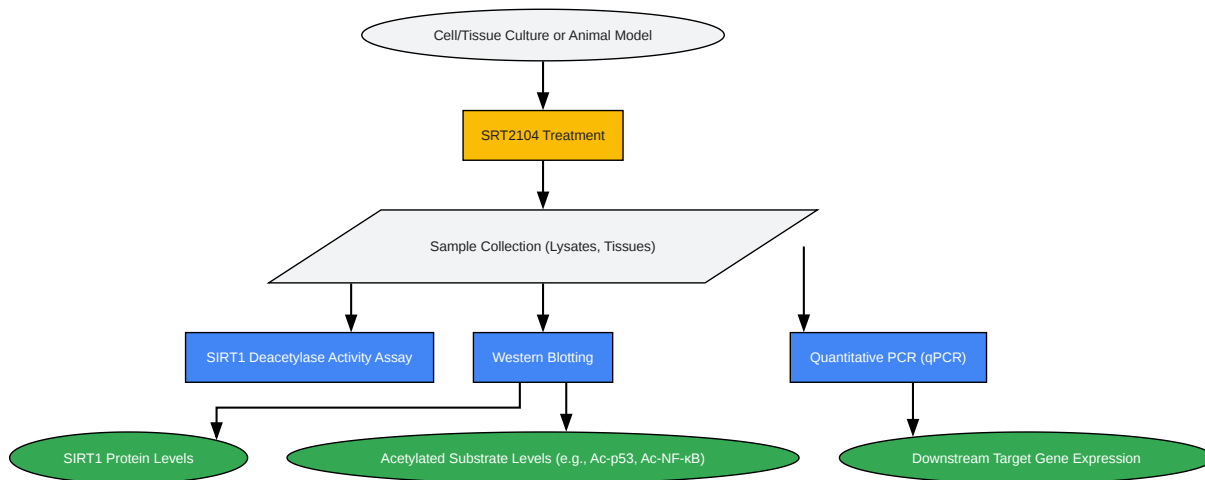 Cell/Tissue Culture or Animal Model
SRT2104 Treatment
Sample Collection (Lysates, Tissues)
SIRT1 Deacetylase Activity Assay
Western Blotting
Quantitative PCR (qPCR)
SIRT1 Protein Levels
Acetylated Substrate Levels (e.g., Ac-p53, Ac-NF-κB)
Downstream Target Gene Expression